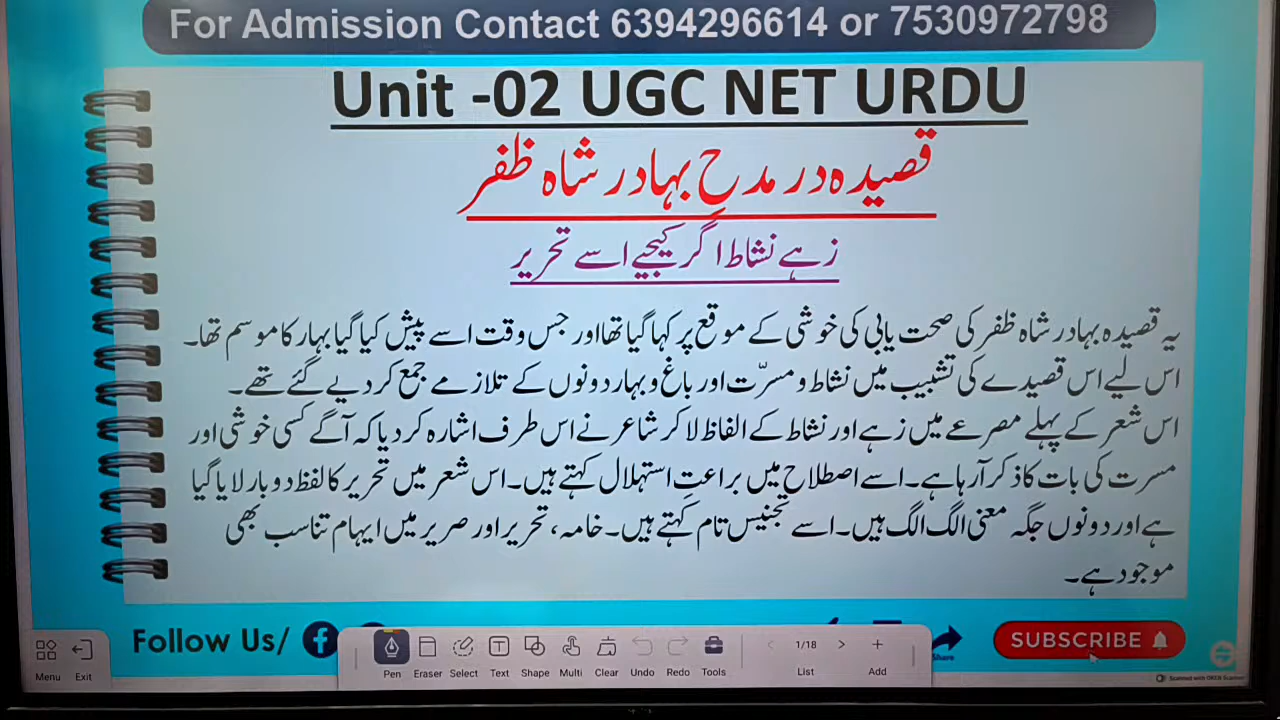 For Admission Contact 6394296614 or 7530972798
Unit -02 UGC NET URDU
قصیدہ در مدح بہادر شاہ ظفر
زہے نشاط اگر کیجیے اسے تحریر
یہ قصیدہ بہادر شاہ ظفر کی صحت یابی کی خوشی کے موقع پر کہا گیا تھا اور جس وقت اسے پیش کیا گیا بہار کا موسم تھا۔
اس لیے اس قصیدے کی تشبیب میں نشاط و مسرّت اور باغ و بہار دونوں کے تلازمے جمع کر دیے گئے تھے۔
اس شعر کے پہلے مصرعے میں زہے اور نشاط کے الفاظ لا کر شاعر نے اس طرف اشارہ کر دیا کہ آگے کسی خوشی اور
مسرت کی بات کا ذکر آ رہا ہے۔ اسے اصطلاح میں براعتِ استہلال کہتے ہیں۔ اس شعر میں تحریر کا لفظ دو بار لایا گیا
ہے اور دونوں جگہ معنی الگ الگ ہیں۔ اسے تجنیس تام کہتے ہیں۔ خامہ، تحریر اور صریر میں ایہام تناسب بھی
موجود ہے۔
Follow Us/
Share
SUBSCRIBE
Menu Exit Pen Eraser Select Text Shape Multi Clear Undo Redo Tools 1/18 List Add
Scanned with OKEN Scanner